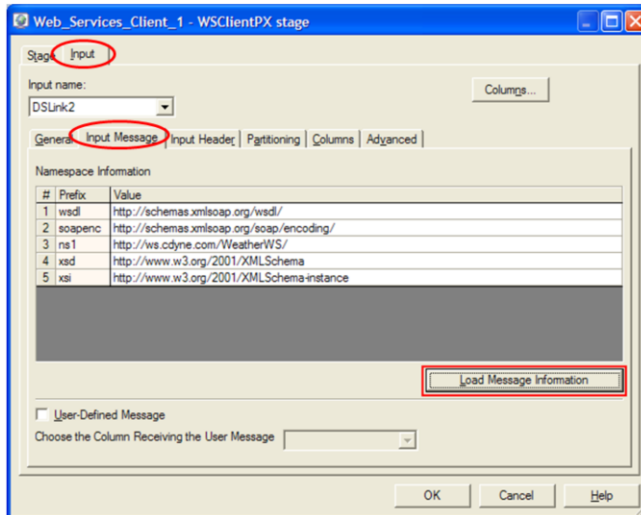 Web_Services_Client_1 - WSClientPX stage
Stage Input
Input name:
DSLink2
Columns...
General Input Message Input Header Partitioning Columns Advanced
Namespace Information
# Prefix Value
1 wsdl http://schemas.xmlsoap.org/wsdl/
2 soapenc http://schemas.xmlsoap.org/soap/encoding/
3 ns1 http://ws.cdyne.com/WeatherWS/
4 xsd http://www.w3.org/2001/XMLSchema
5 xsi http://www.w3.org/2001/XMLSchema-instance
Load Message Information
User-Defined Message
Choose the Column Receiving the User Message
OK Cancel Help